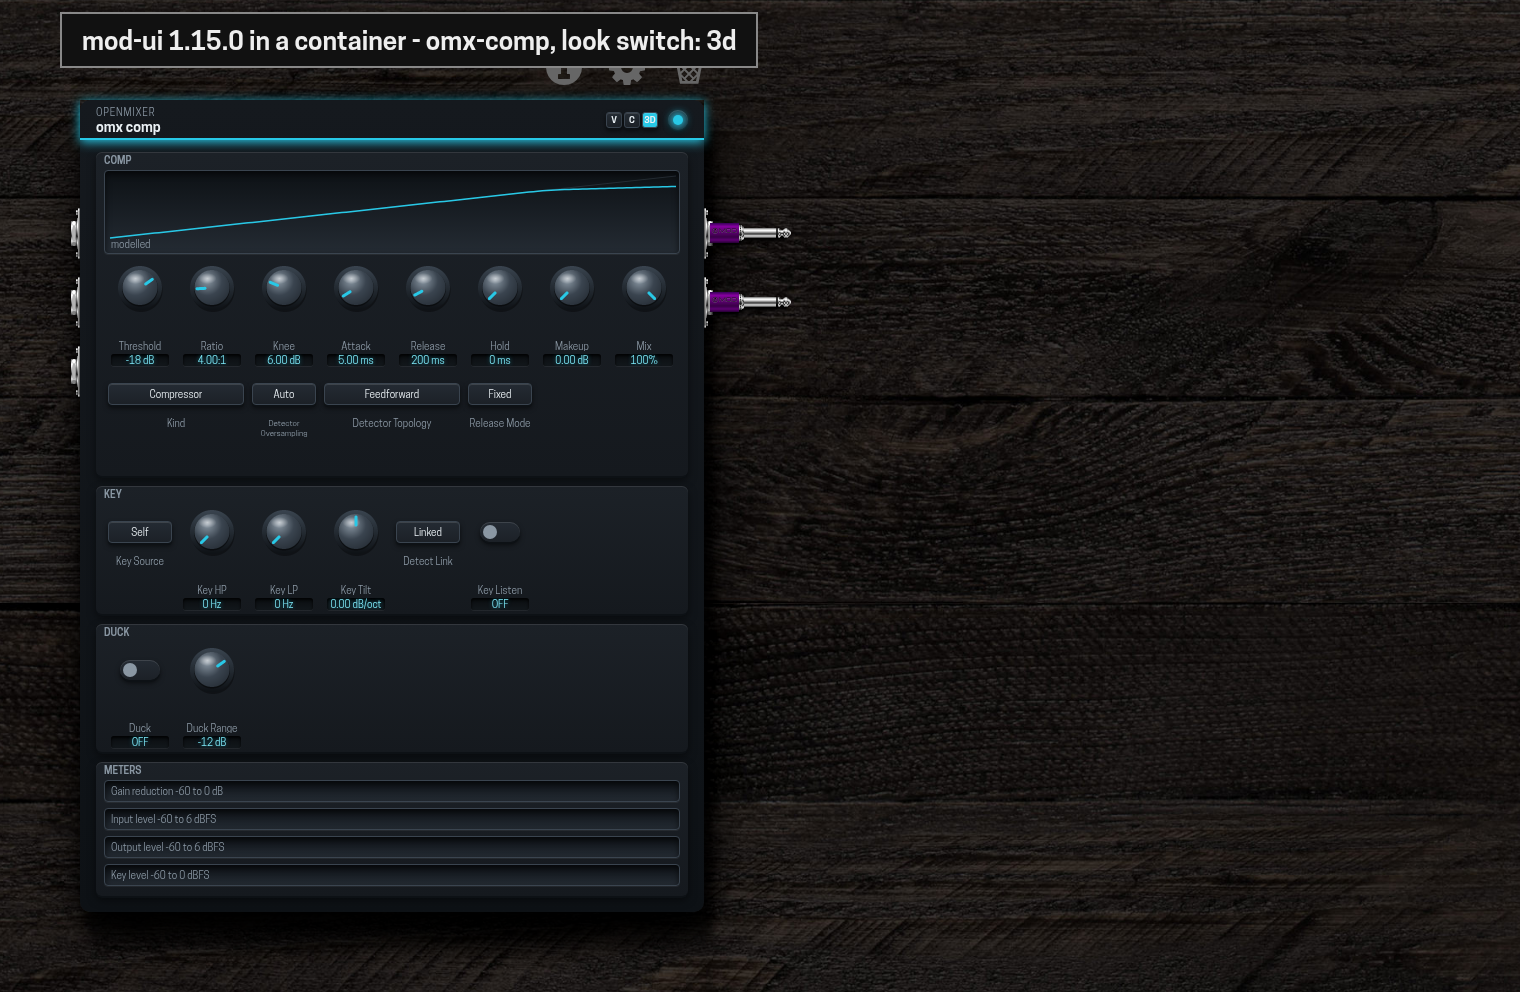 mod-ui 1.15.0 in a container - omx-comp, look switch: 3d
OPENMIXER
omx comp
V C 3D
COMP
modelled
Threshold Ratio Knee Attack Release Hold Makeup Mix
-18 dB 4.00:1 6.00 dB 5.00 ms 200 ms 0 ms 0.00 dB 100%
Compressor Auto Feedforward Fixed
Kind Detector Oversampling Detector Topology Release Mode
KEY
Self Linked
Key Source Detect Link
Key HP Key LP Key Tilt Key Listen
0 Hz 0 Hz 0.00 dB/oct OFF
DUCK
Duck Duck Range
OFF -12 dB
METERS
Gain reduction -60 to 0 dB
Input level -60 to 6 dBFS
Output level -60 to 6 dBFS
Key level -60 to 0 dBFS